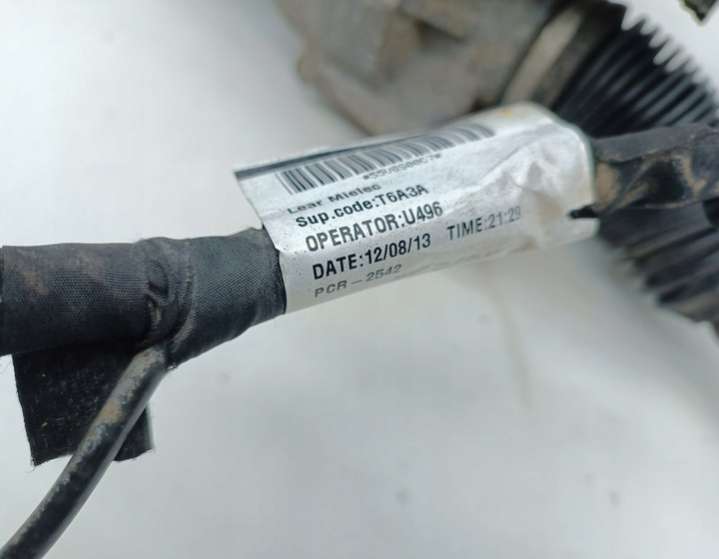 Lear Mielec
Sup.code:T6A3A
OPERATOR:U496
DATE:12/08/13 TIME:21:29
PCR-2542